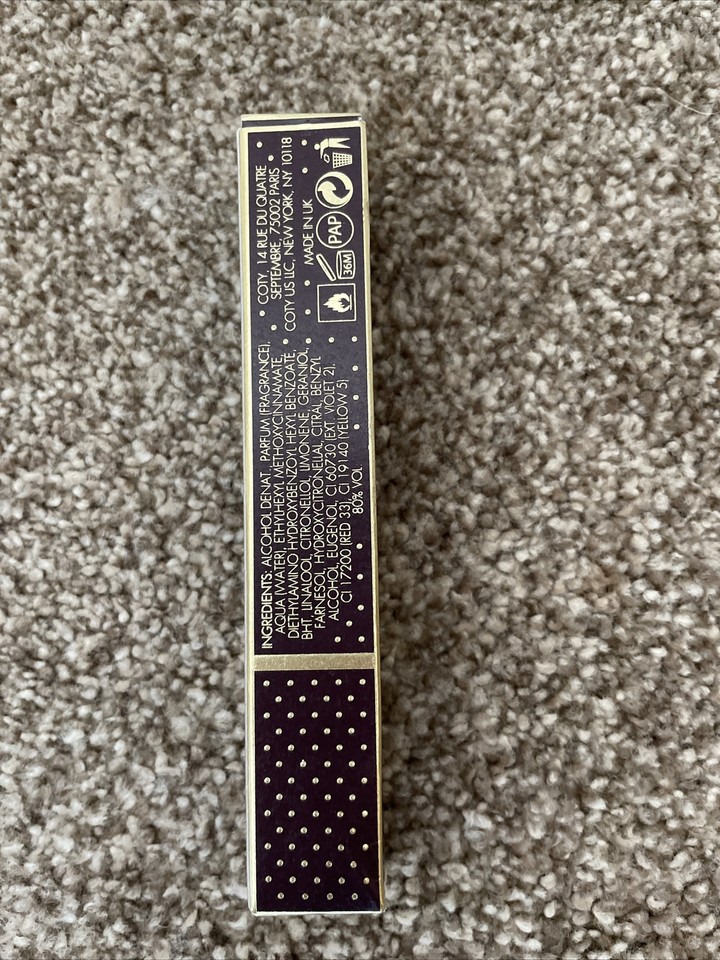 INGREDIENTS: ALCOHOL DENAT., PARFUM (FRAGRANCE),
AQUA (WATER), ETHYLHEXYL METHOXYCINNAMATE,
DIETHYLAMINO HYDROXYBENZOYL HEXYL BENZOATE,
BHT, LINALOOL, CITRONELLOL, LIMONENE, GERANIOL,
FARNESOL, HYDROXYCITRONELLAL, CITRAL, BENZYL
ALCOHOL, EUGENOL, CI 60730 (EXT. VIOLET 2),
CI 17200 (RED 33), CI 19140 (YELLOW 5)
80% VOL.
COTY, 14 RUE DU QUATRE
SEPTEMBRE, 75002 PARIS
COTY US LLC, NEW YORK, NY 10118
MADE IN UK
36M
PAP